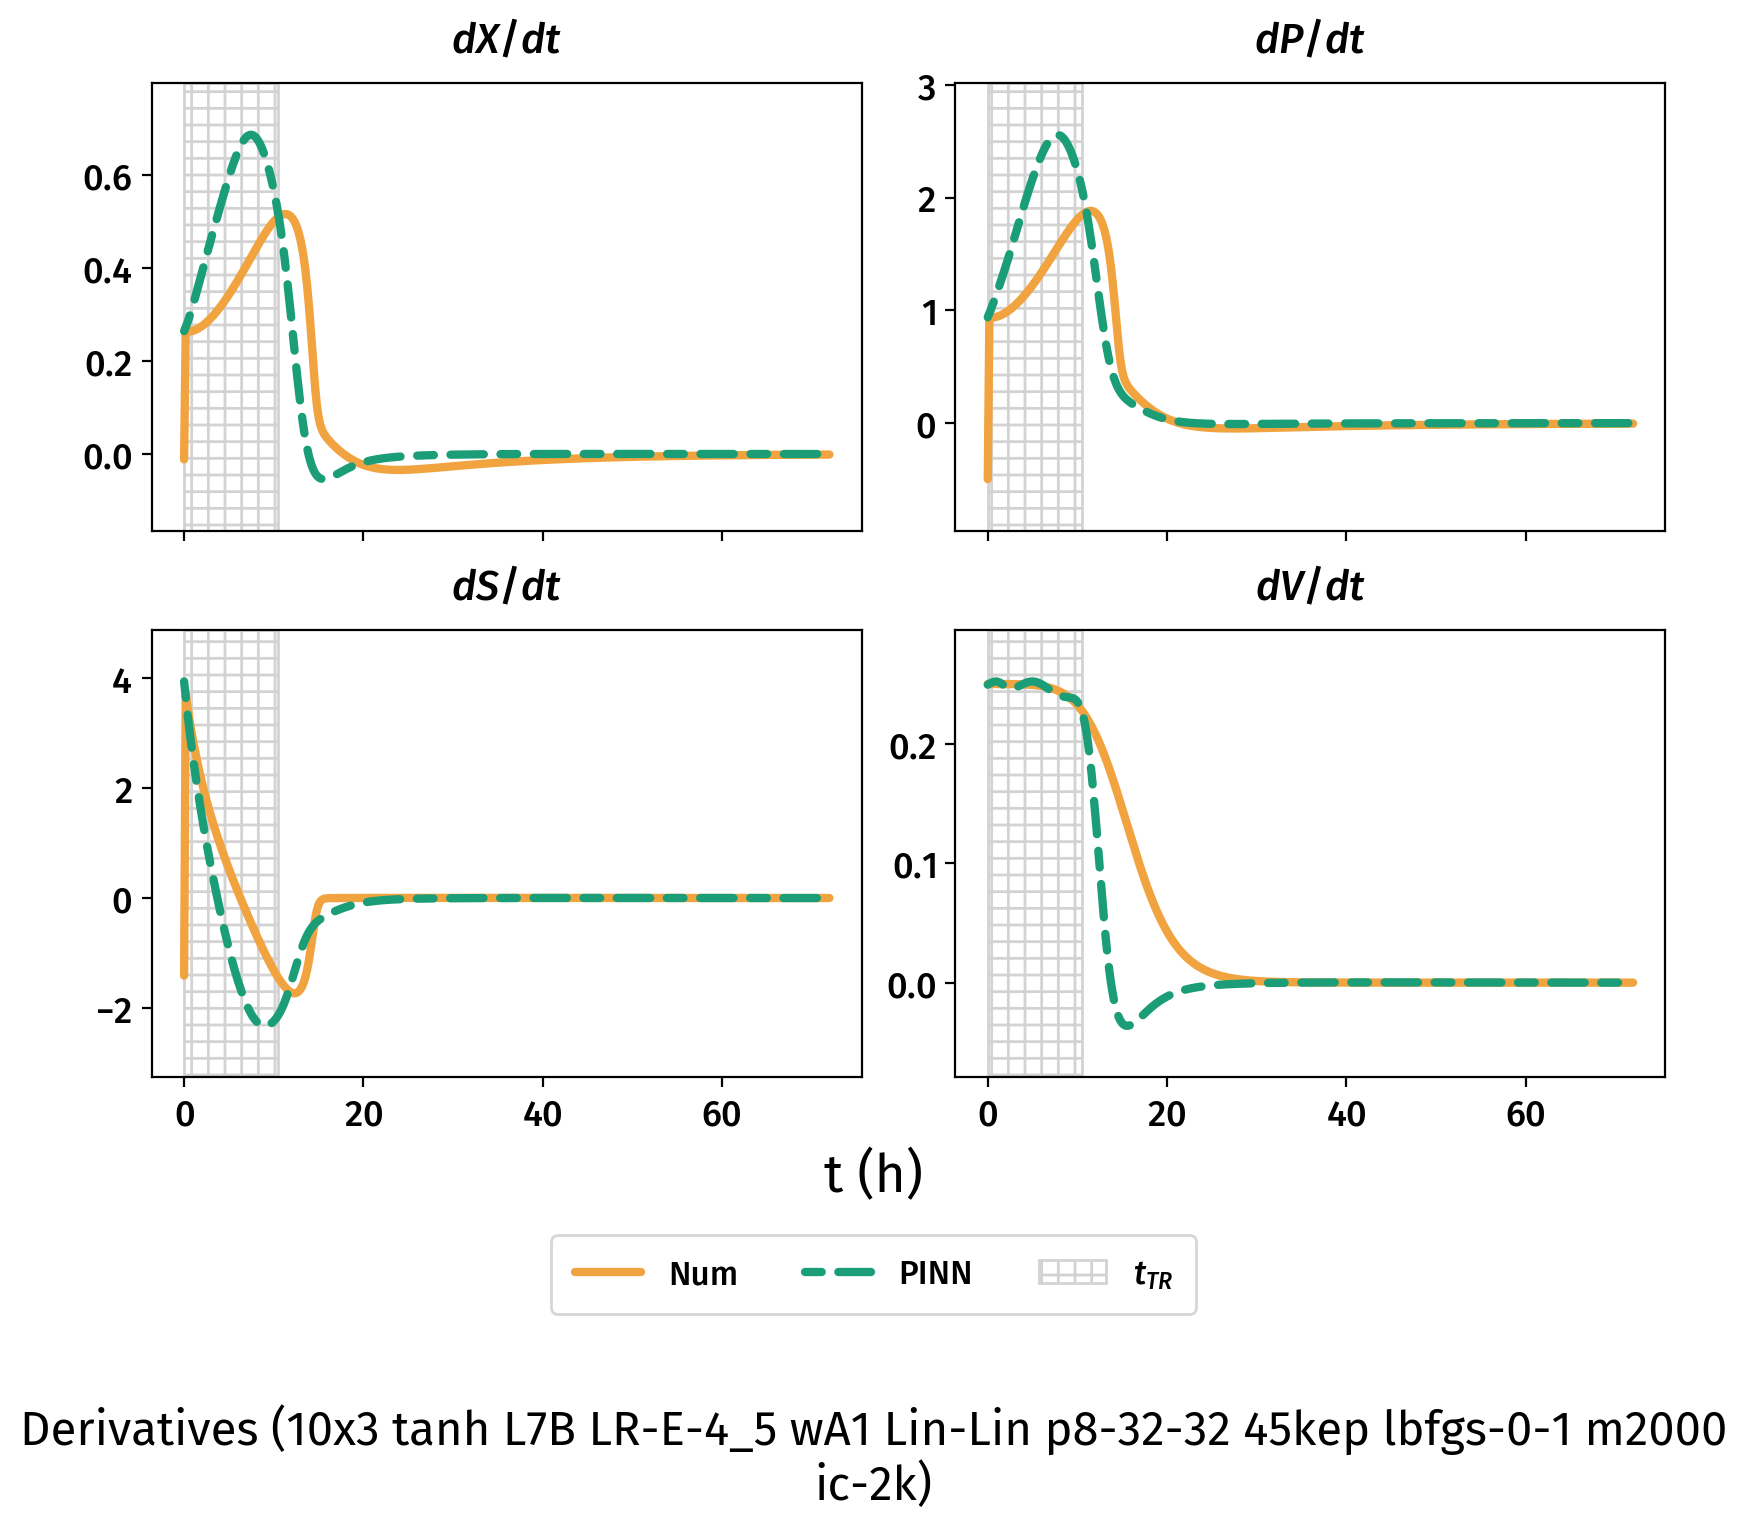 dX/dt
dP/dt
0.6
0.4
0.2
0.0
3
2
1
0
dS/dt
dV/dt
4
2
0
−2
0 20 40 60
0.2
0.1
0.0
0 20 40 60
t (h)
Num PINN t_TR
Derivatives (10x3 tanh L7B LR-E-4_5 wA1 Lin-Lin p8-32-32 45kep lbfgs-0-1 m2000
ic-2k)